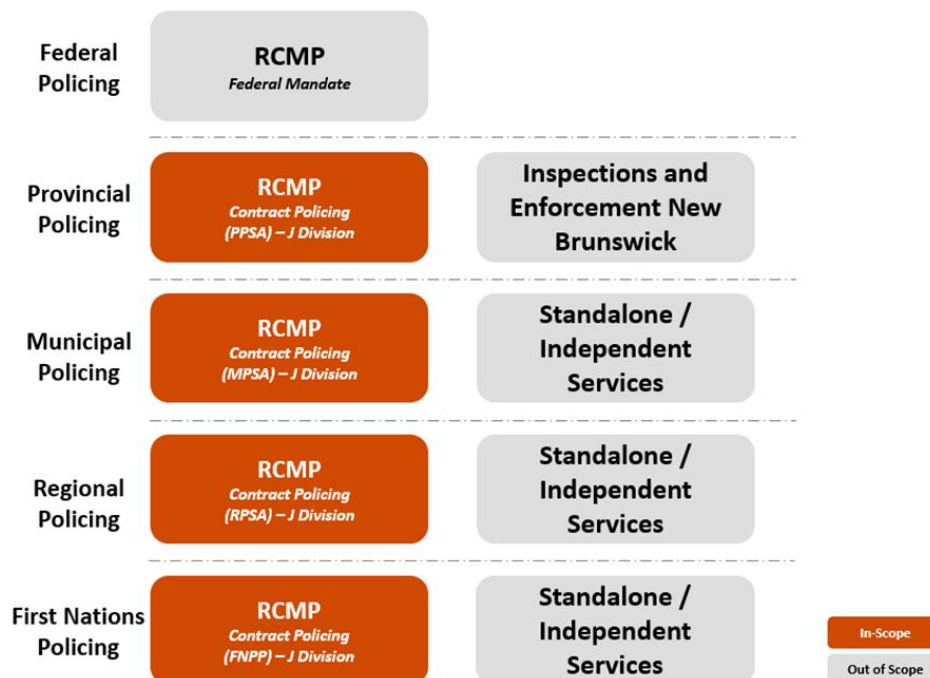 Federal
Policing
RCMP
Federal Mandate
Provincial
Policing
RCMP
Contract Policing
(PPSA) – J Division
Inspections and
Enforcement New
Brunswick
Municipal
Policing
RCMP
Contract Policing
(MPSA) – J Division
Standalone /
Independent
Services
Regional
Policing
RCMP
Contract Policing
(RPSA) – J Division
Standalone /
Independent
Services
First Nations
Policing
RCMP
Contract Policing
(FNPP) – J Division
Standalone /
Independent
Services
In-Scope
Out of Scope